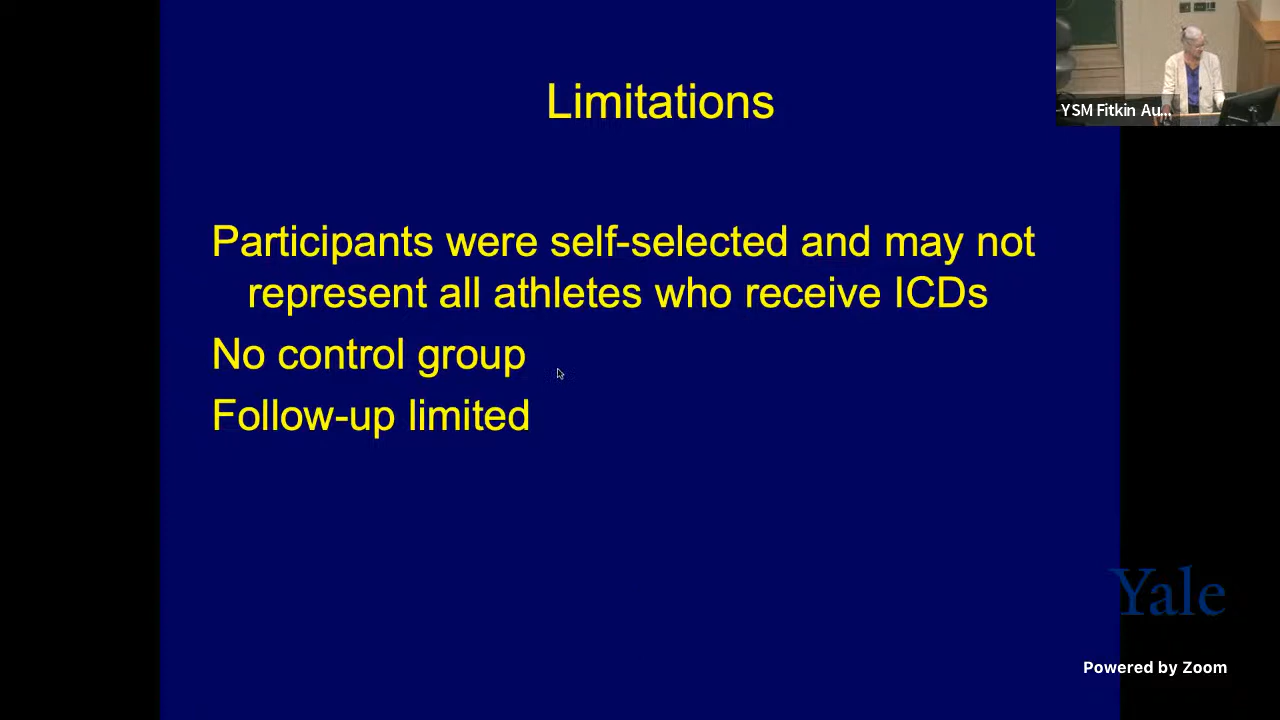 Limitations
YSM Fitkin Au...
Participants were self-selected and may not
represent all athletes who receive ICDs
No control group
Follow-up limited
Yale
Powered by Zoom